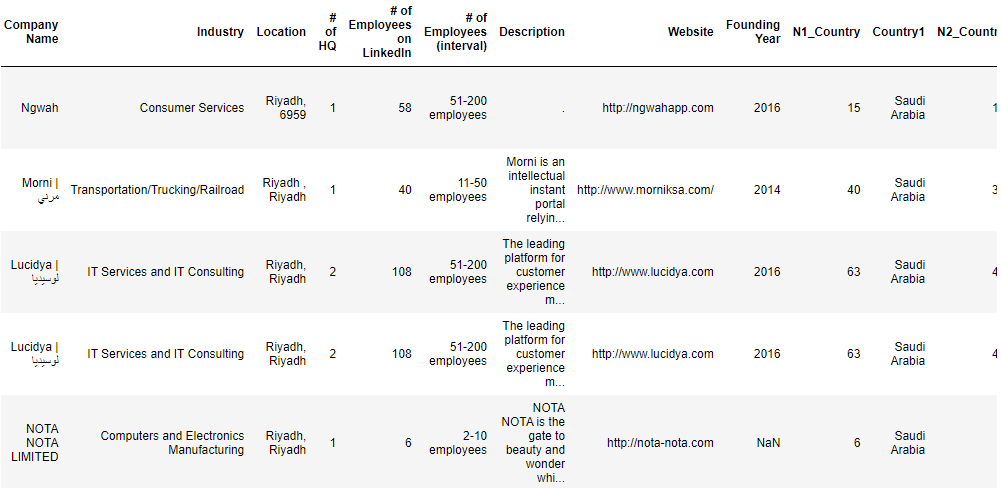 Company Name Industry Location # of HQ # of Employees on LinkedIn # of Employees (interval) Description Website Founding Year N1_Country Country1 N2_Countr
Ngwah Consumer Services Riyadh, 6959 1 58 51-200 employees . http://ngwahapp.com 2016 15 Saudi Arabia 1
Morni | مرني Transportation/Trucking/Railroad Riyadh , Riyadh 1 40 11-50 employees Morni is an intellectual instant portal relyin... http://www.morniksa.com/ 2014 40 Saudi Arabia 3
Lucidya | لوسيديا IT Services and IT Consulting Riyadh, Riyadh 2 108 51-200 employees The leading platform for customer experience m... http://www.lucidya.com 2016 63 Saudi Arabia 4
Lucidya | لوسيديا IT Services and IT Consulting Riyadh, Riyadh 2 108 51-200 employees The leading platform for customer experience m... http://www.lucidya.com 2016 63 Saudi Arabia 4
NOTA NOTA LIMITED Computers and Electronics Manufacturing Riyadh, Riyadh 1 6 2-10 employees NOTA NOTA is the gate to beauty and wonder whi... http://nota-nota.com NaN 6 Saudi Arabia